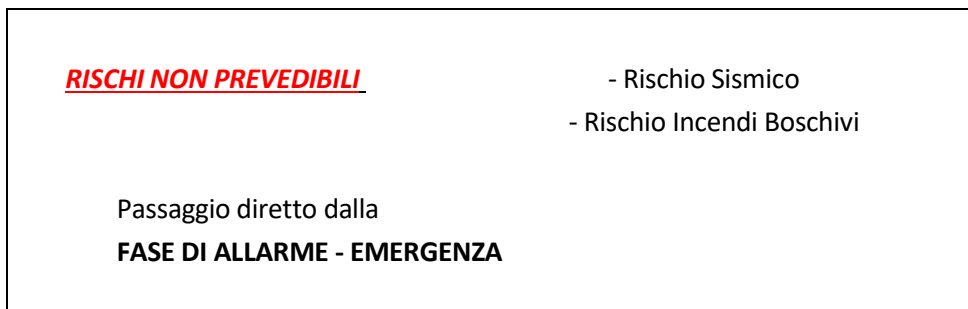 RISCHI NON PREVEDIBILI - Rischio Sismico
- Rischio Incendi Boschivi
Passaggio diretto dalla
FASE DI ALLARME - EMERGENZA